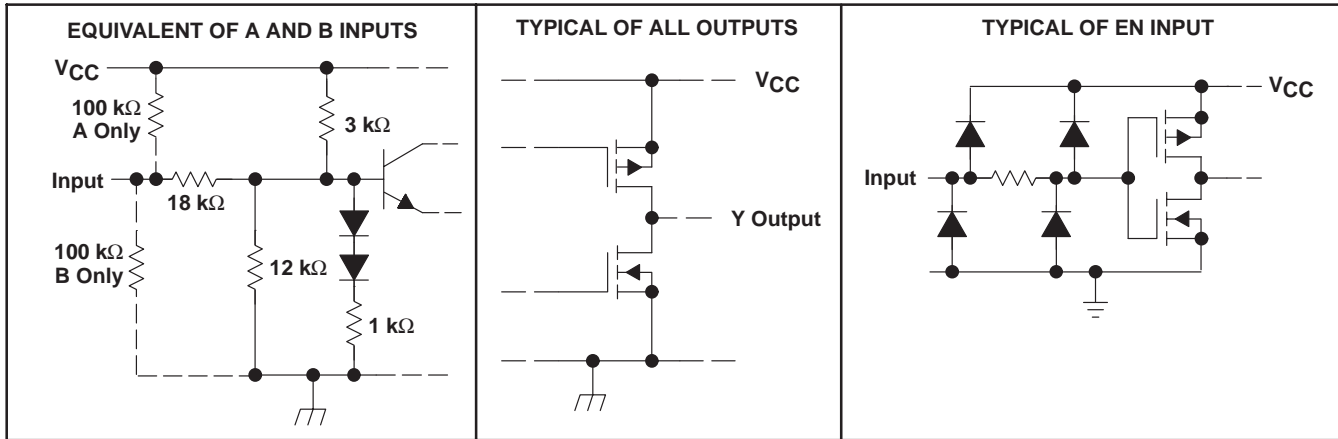 EQUIVALENT OF A AND B INPUTS
VCC
100 kΩ
A Only
3 kΩ
Input
18 kΩ
100 kΩ
B Only
12 kΩ
1 kΩ
TYPICAL OF ALL OUTPUTS
VCC
Y Output
TYPICAL OF EN INPUT
VCC
Input